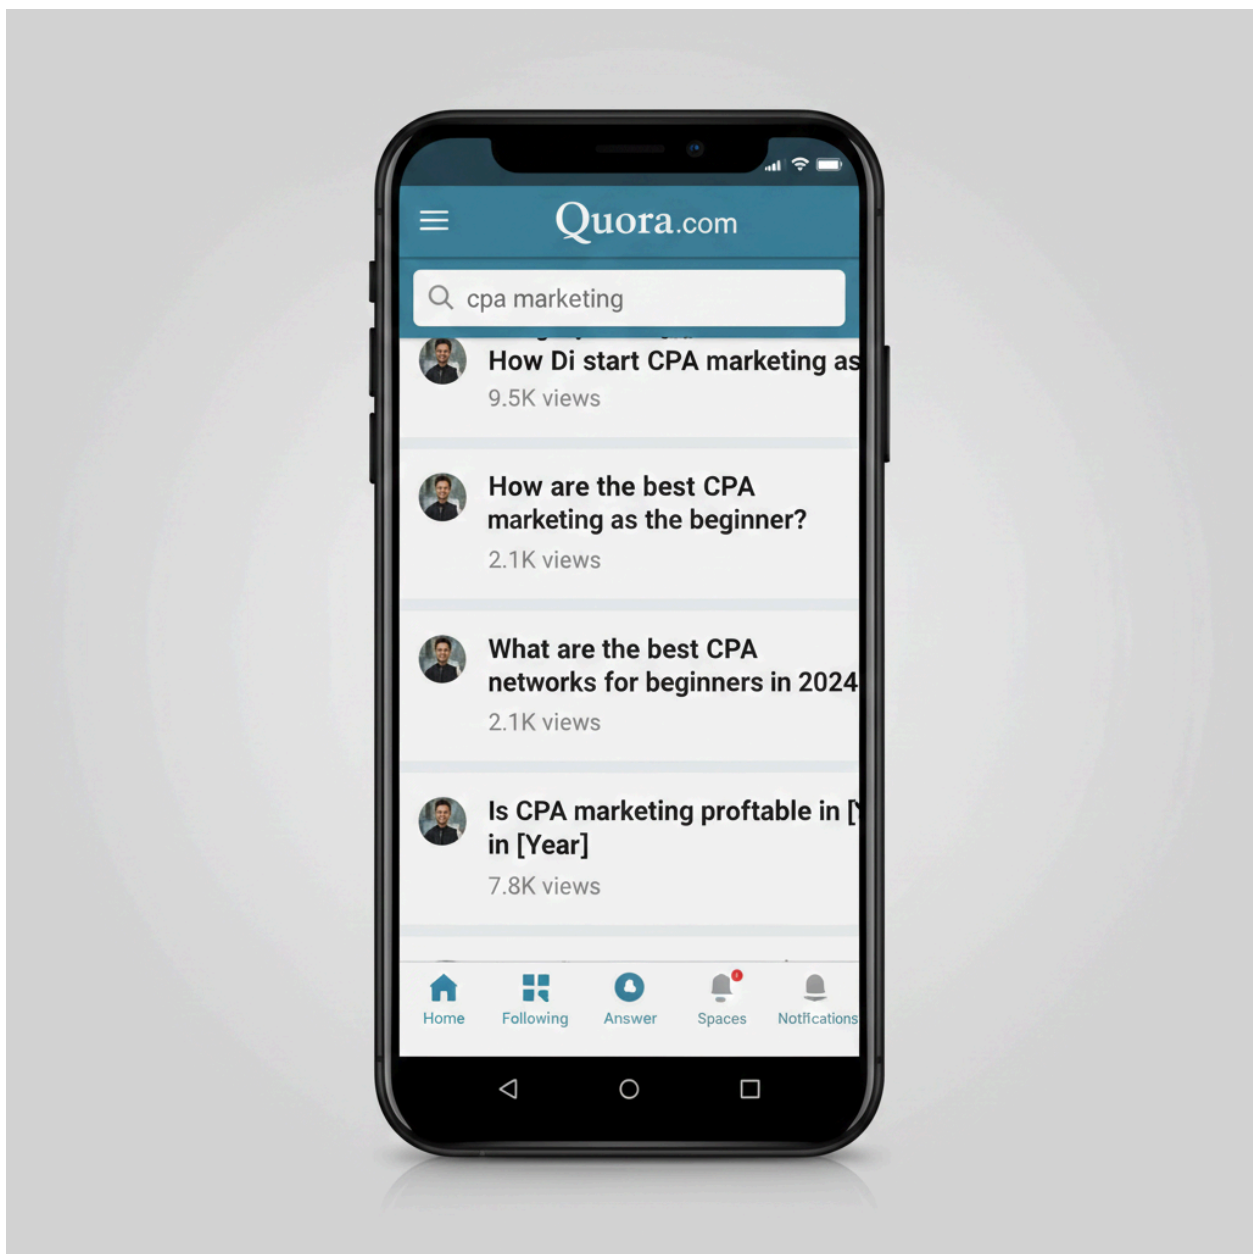 Quora.com
cpa marketing
How Di start CPA marketing as
9.5K views
How are the best CPA
marketing as the beginner?
2.1K views
What are the best CPA
networks for beginners in 2024
2.1K views
Is CPA marketing proftable in [
in [Year]
7.8K views
Home Following Answer Spaces Notfications